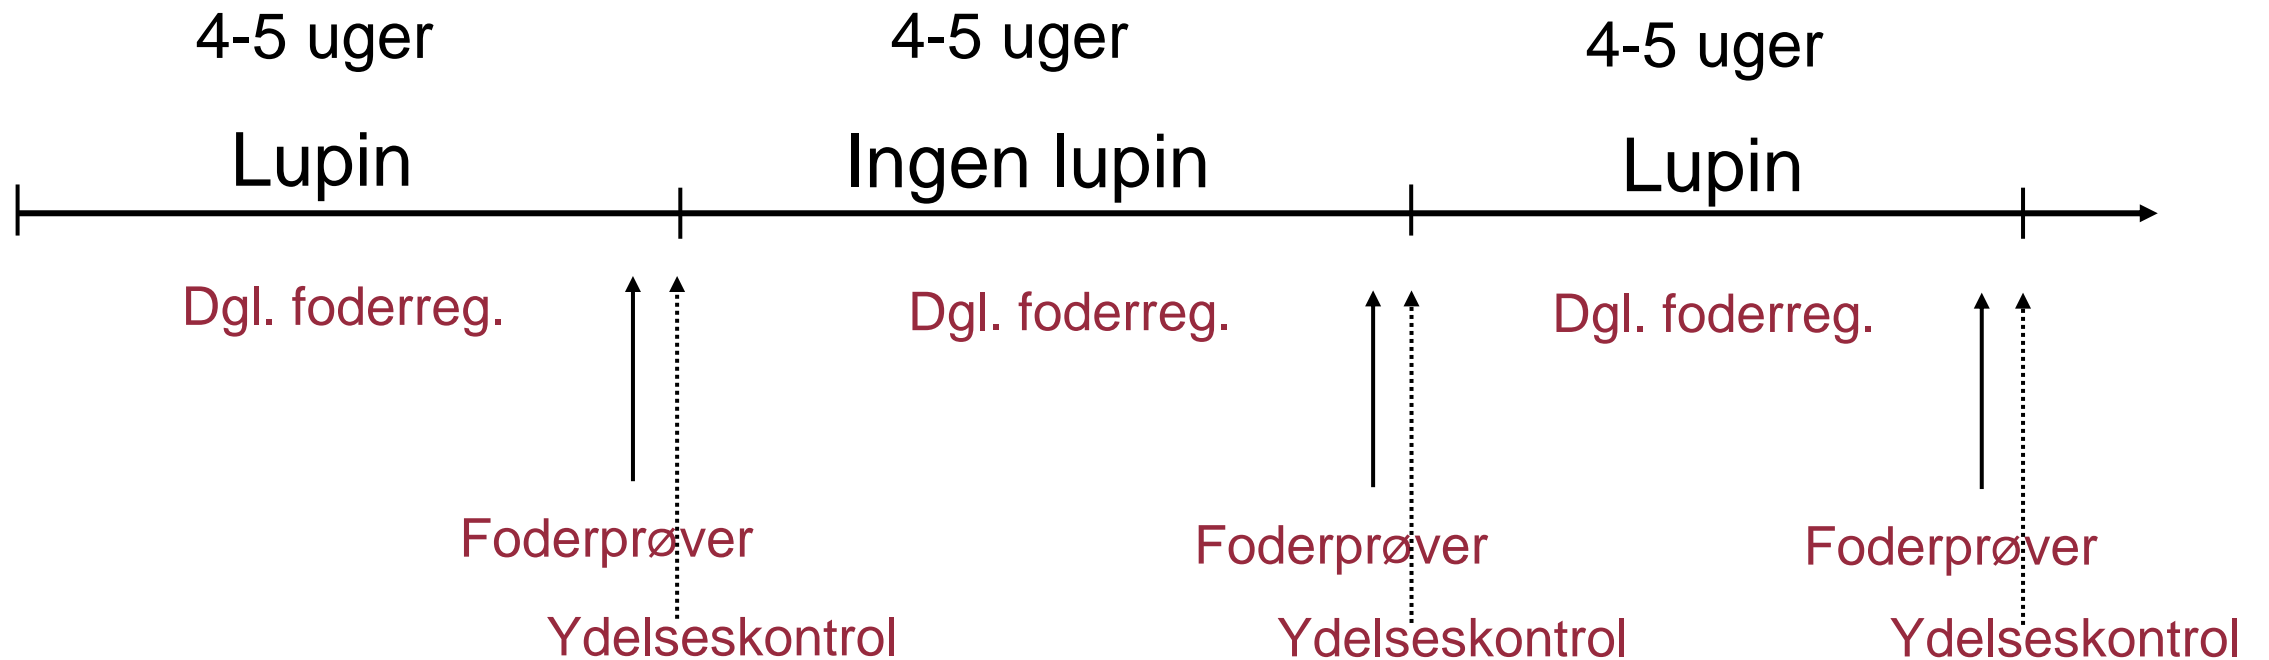 4-5 uger 4-5 uger 4-5 uger
Lupin Ingen lupin Lupin
Dgl. foderreg. Dgl. foderreg. Dgl. foderreg.
Foderprøver Foderprøver Foderprøver
Ydelseskontrol Ydelseskontrol Ydelseskontrol